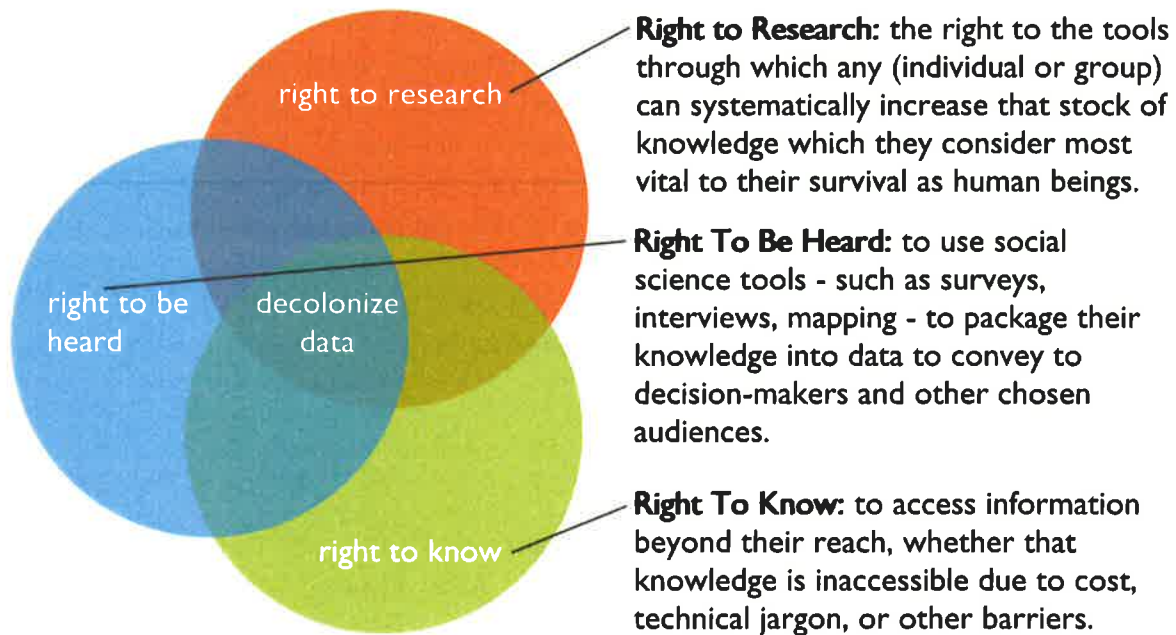 right to research
right to be
heard
decolonize
data
right to know
Right to Research: the right to the tools
through which any (individual or group)
can systematically increase that stock of
knowledge which they consider most
vital to their survival as human beings.
Right To Be Heard: to use social
science tools - such as surveys,
interviews, mapping - to package their
knowledge into data to convey to
decision-makers and other chosen
audiences.
Right To Know: to access information
beyond their reach, whether that
knowledge is inaccessible due to cost,
technical jargon, or other barriers.